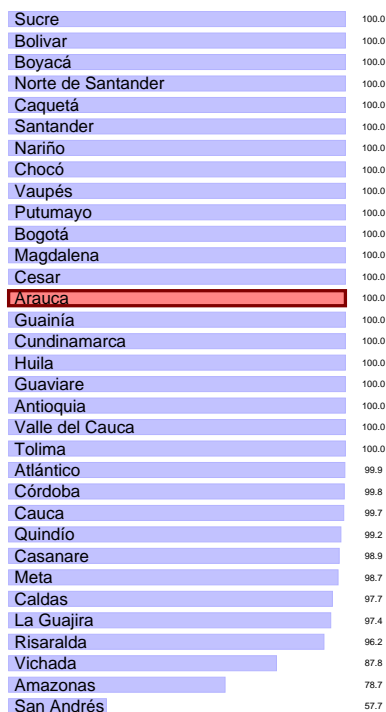 Sucre 100.0
Bolivar 100.0
Boyacá 100.0
Norte de Santander 100.0
Caquetá 100.0
Santander 100.0
Nariño 100.0
Chocó 100.0
Vaupés 100.0
Putumayo 100.0
Bogotá 100.0
Magdalena 100.0
Cesar 100.0
Arauca 100.0
Guainía 100.0
Cundinamarca 100.0
Huila 100.0
Guaviare 100.0
Antioquia 100.0
Valle del Cauca 100.0
Tolima 100.0
Atlántico 99.9
Córdoba 99.8
Cauca 99.7
Quindío 99.2
Casanare 98.9
Meta 98.7
Caldas 97.7
La Guajira 97.4
Risaralda 96.2
Vichada 87.8
Amazonas 78.7
San Andrés 57.7